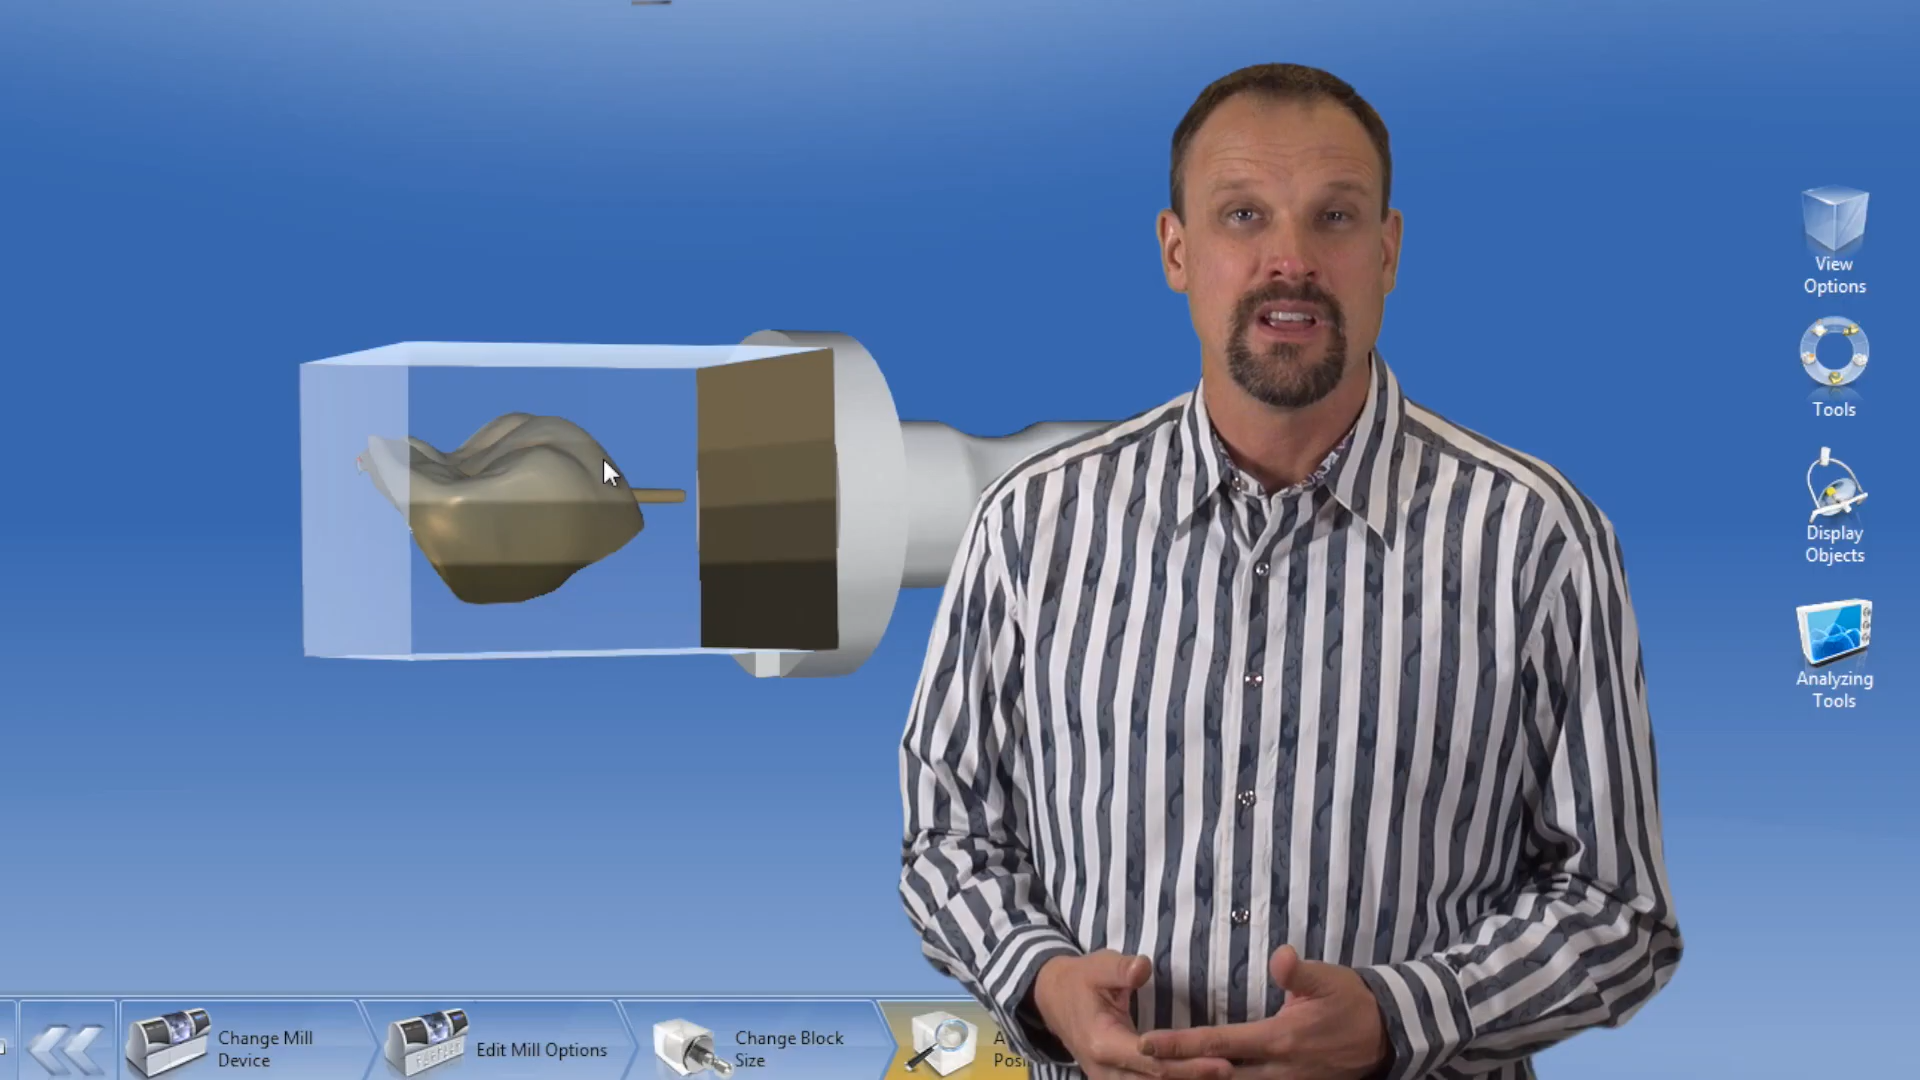 View
Options
Tools
Display
Objects
Analyzing
Tools
Change Mill
Device
Edit Mill Options
Change Block
Size